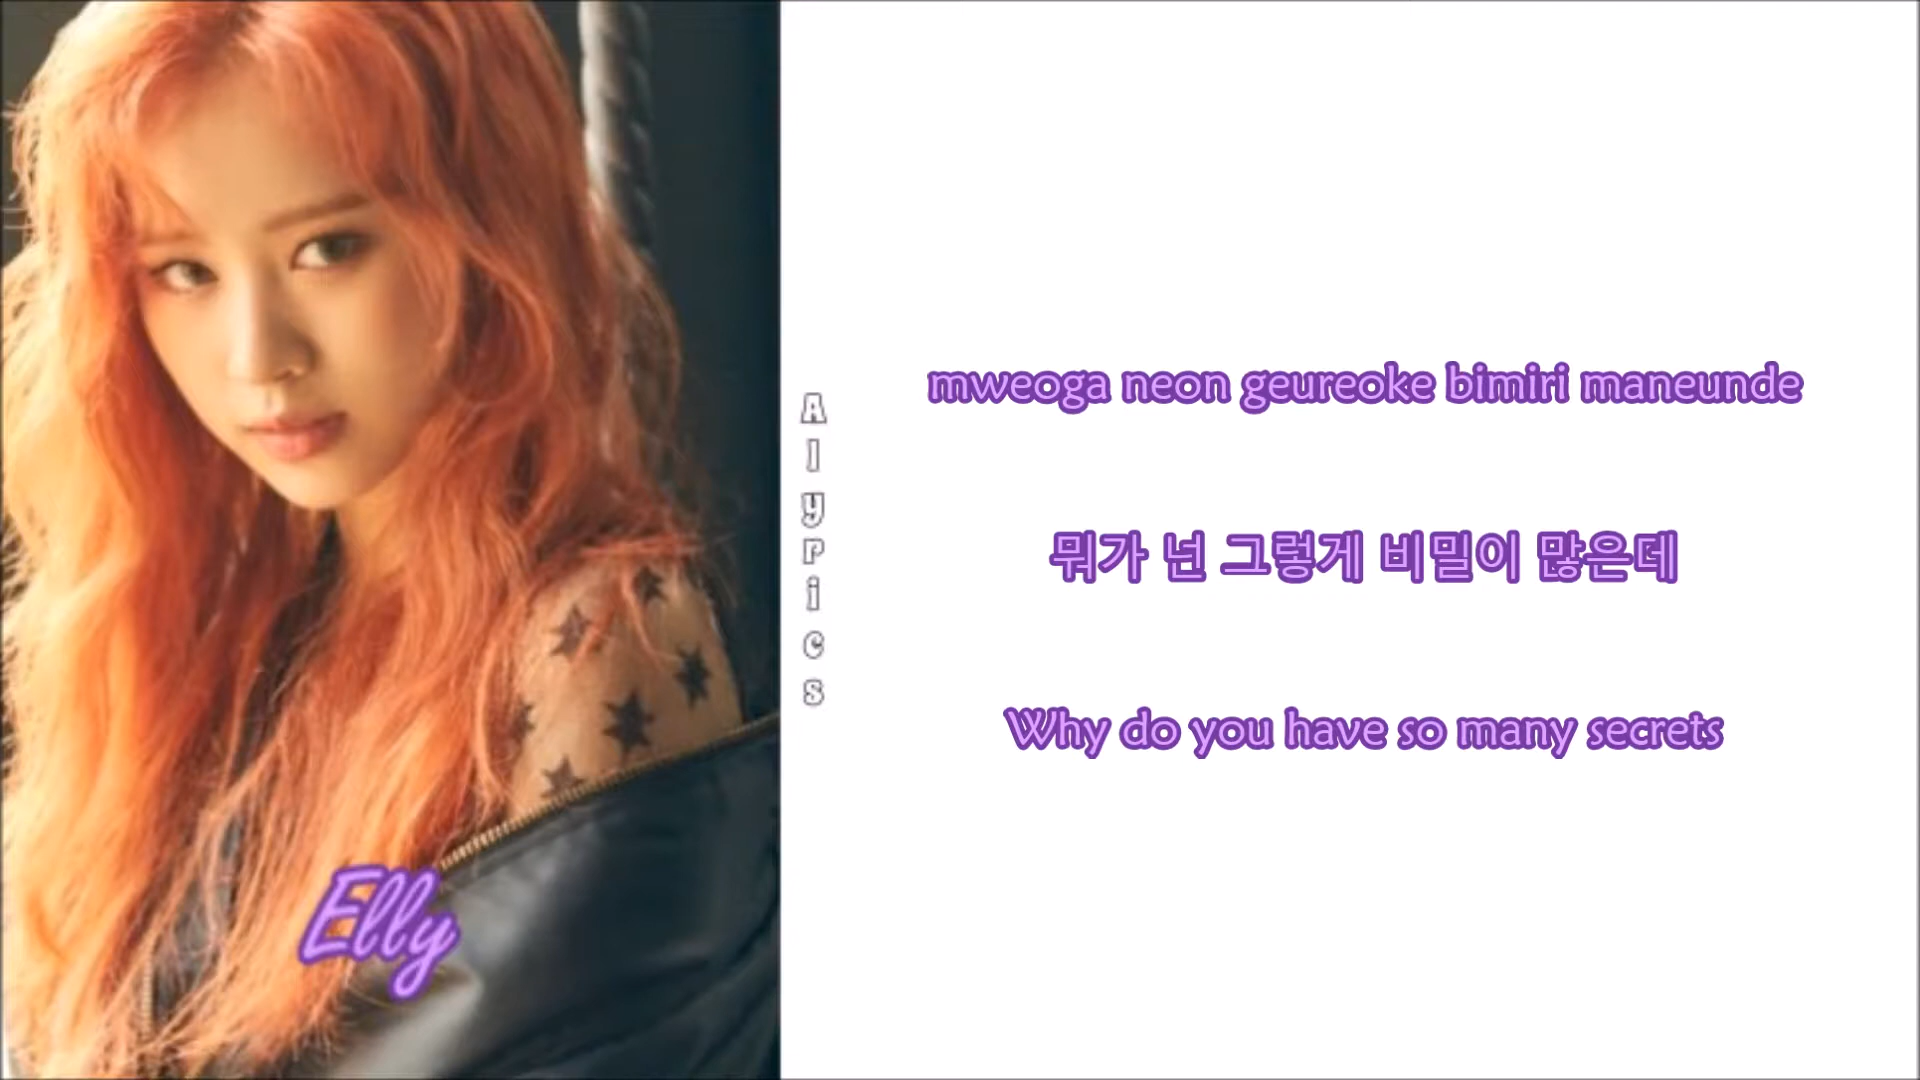 Elly
Alyrics
mweoga neon geureoke bimiri maneunde
뭐가 넌 그렇게 비밀이 많은데
Why do you have so many secrets